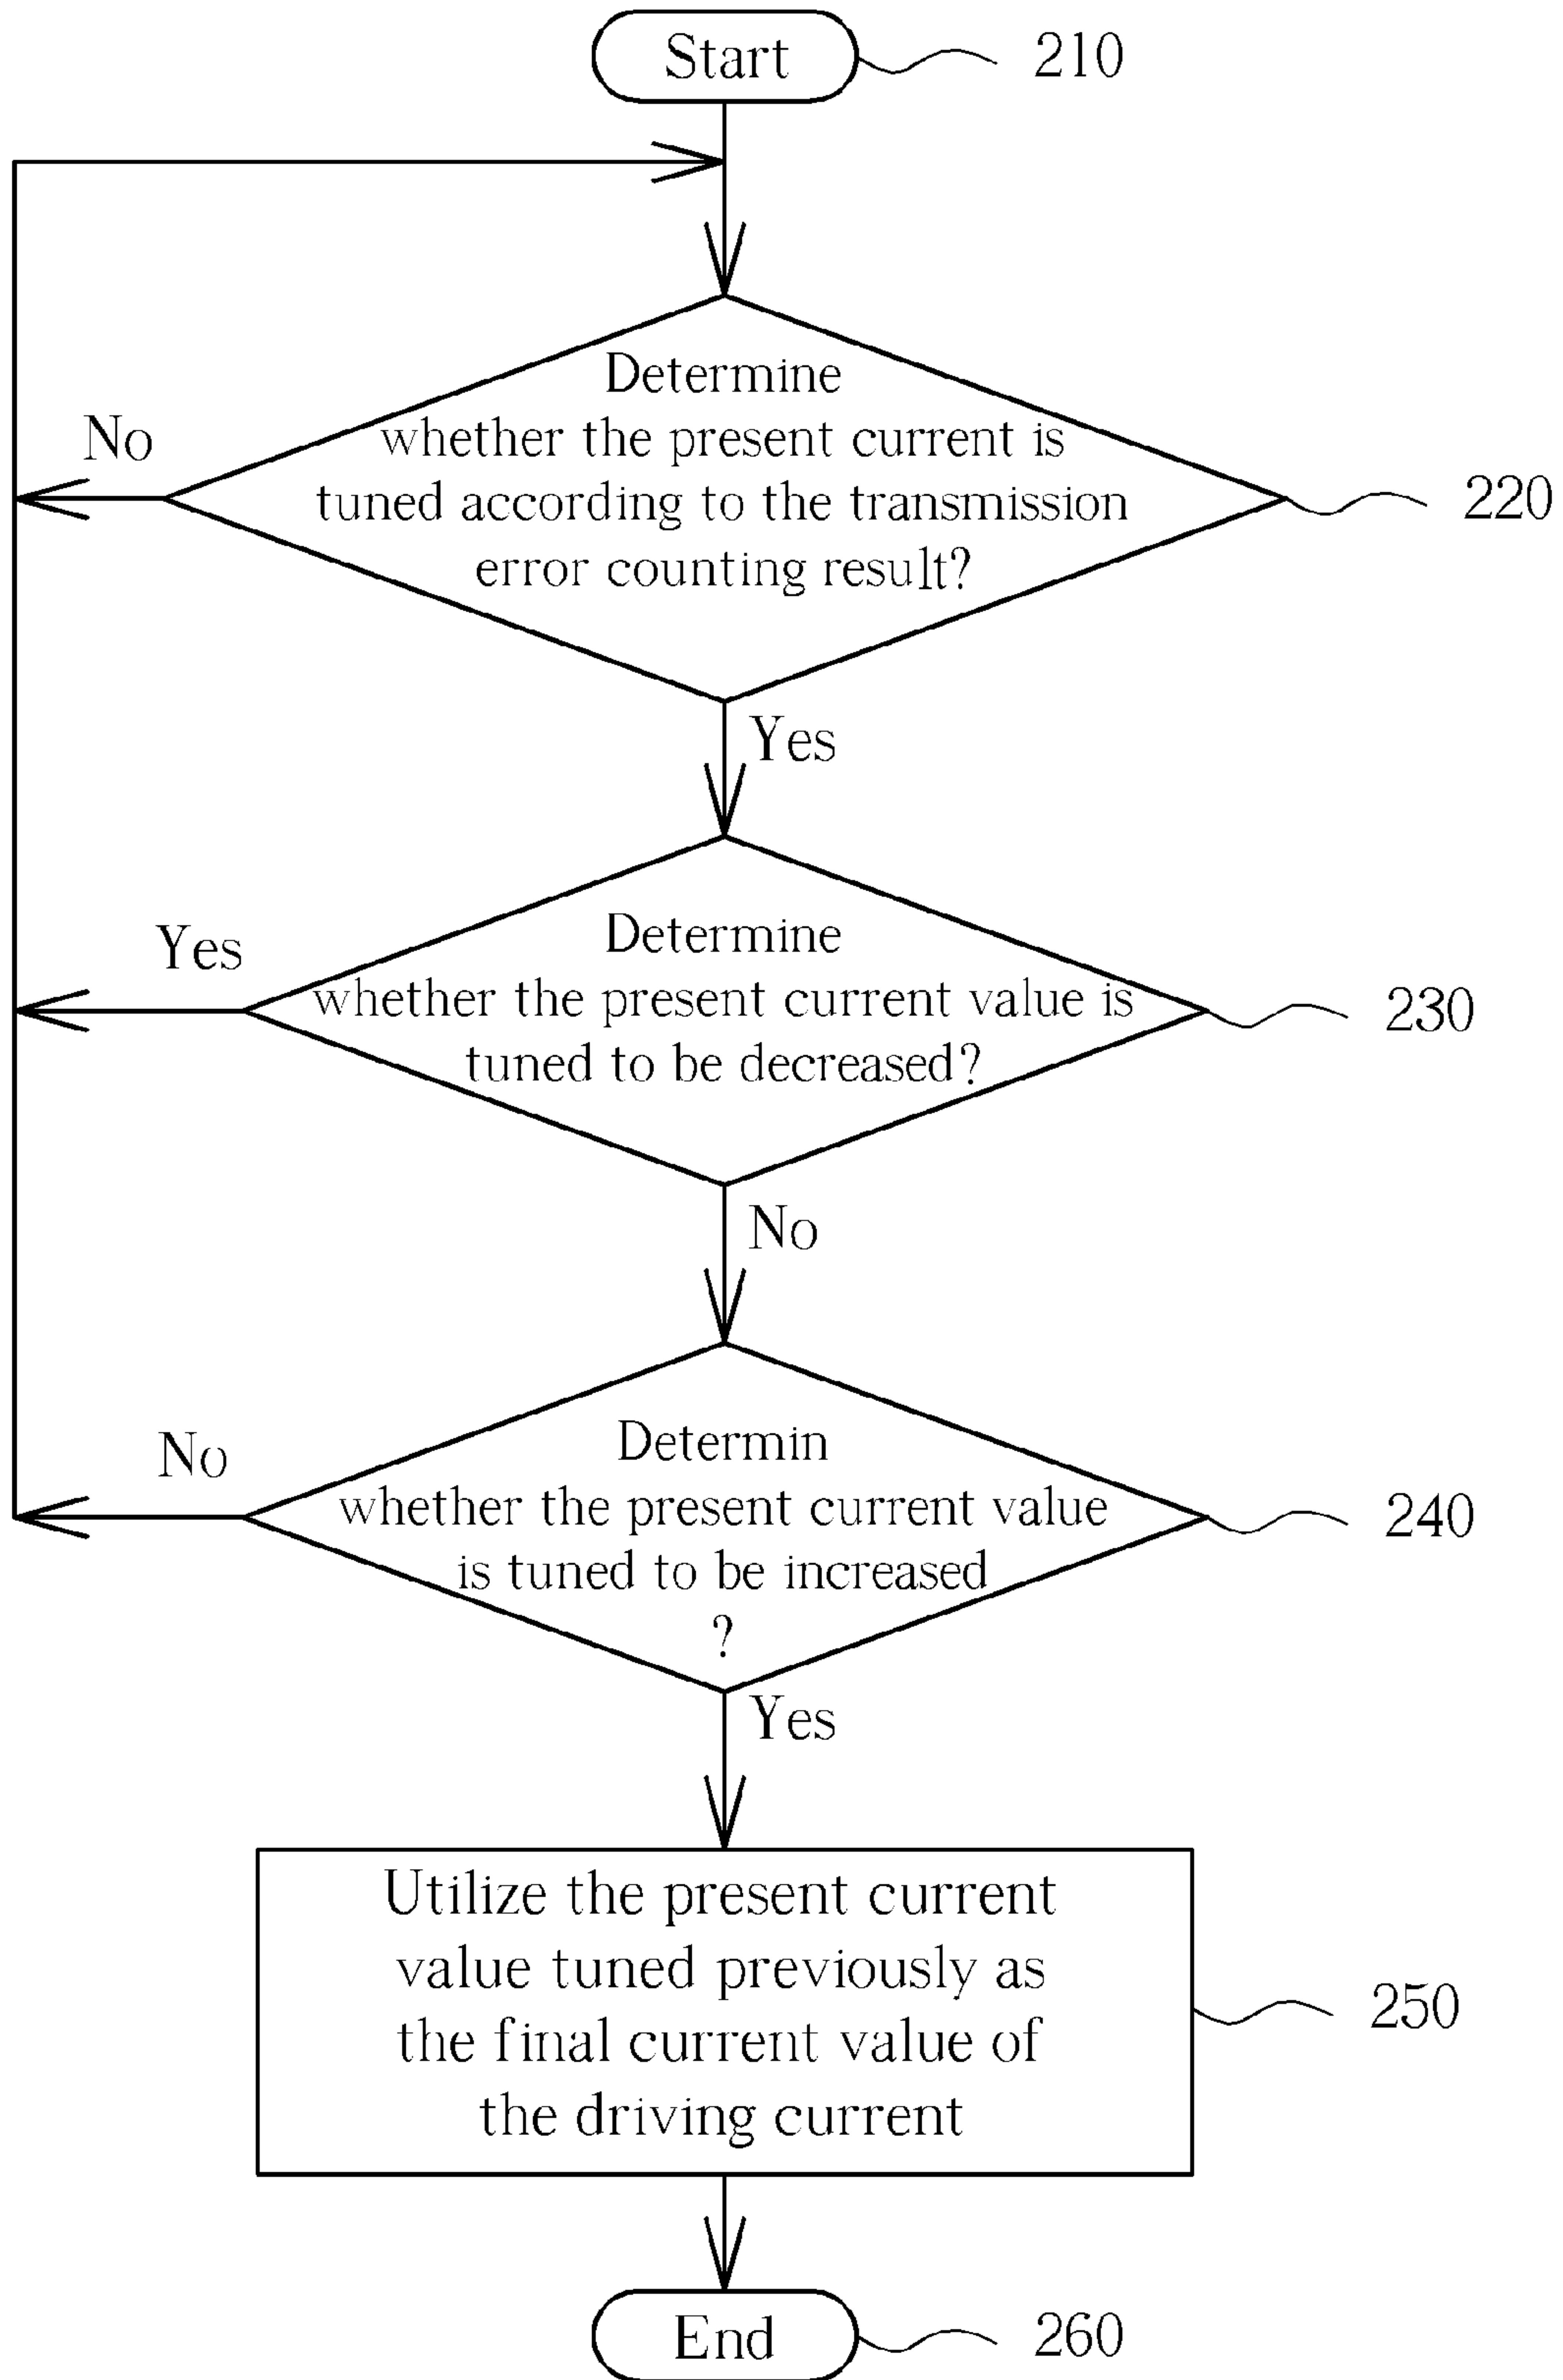 Start
210
Determine
whether the present current is
tuned according to the transmission
error counting result?
No
220
Yes
Determine
whether the present current value is
tuned to be decreased?
Yes
230
No
Determin
whether the present current value
is tuned to be increased
?
No
240
Yes
Utilize the present current
value tuned previously as
the final current value of
the driving current
250
End
260